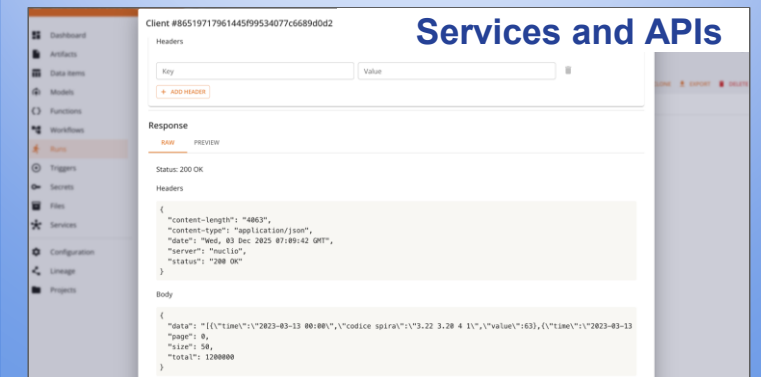 Services and APIs
Client #86519717961445f99534077c6689d0d2
Headers
Key Value
+ ADD HEADER
Response
RAW PREVIEW
Status: 200 OK
Headers
{
"content-length": "4063",
"content-type": "application/json",
"date": "Wed, 03 Dec 2025 07:09:42 GMT",
"server": "nuclio",
"status": "200 OK"
}
Body
{
"data": "[{\"time\":\"2023-03-13 00:00\",\"codice spira\":\"3.22 3.20 4 1\",\"value\":63},{\"time\":\"2023-03-13
"page": 0,
"size": 50,
"total": 1200000
}
Dashboard
Artifacts
Data items
Models
Functions
Workflows
Runs
Triggers
Secrets
Files
Services
Configuration
Lineage
Projects
EXPORT
DELETE